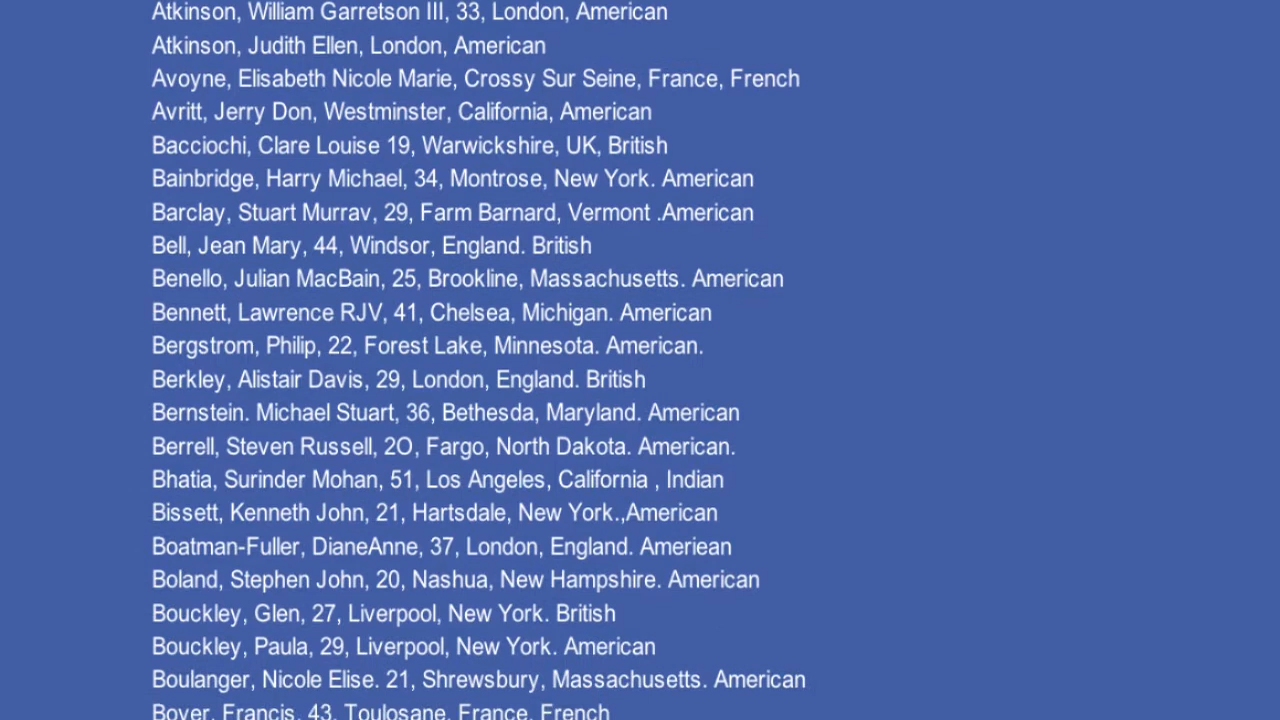 Atkinson, William Garretson III, 33, London, American
Atkinson, Judith Ellen, London, American
Avoyne, Elisabeth Nicole Marie, Crossy Sur Seine, France, French
Avritt, Jerry Don, Westminster, California, American
Bacciochi, Clare Louise 19, Warwickshire, UK, British
Bainbridge, Harry Michael, 34, Montrose, New York. American
Barclay, Stuart Murrav, 29, Farm Barnard, Vermont .American
Bell, Jean Mary, 44, Windsor, England. British
Benello, Julian MacBain, 25, Brookline, Massachusetts. American
Bennett, Lawrence RJV, 41, Chelsea, Michigan. American
Bergstrom, Philip, 22, Forest Lake, Minnesota. American.
Berkley, Alistair Davis, 29, London, England. British
Bernstein. Michael Stuart, 36, Bethesda, Maryland. American
Berrell, Steven Russell, 2O, Fargo, North Dakota. American.
Bhatia, Surinder Mohan, 51, Los Angeles, California , Indian
Bissett, Kenneth John, 21, Hartsdale, New York.,American
Boatman-Fuller, DianeAnne, 37, London, England. Ameriean
Boland, Stephen John, 20, Nashua, New Hampshire. American
Bouckley, Glen, 27, Liverpool, New York. British
Bouckley, Paula, 29, Liverpool, New York. American
Boulanger, Nicole Elise. 21, Shrewsbury, Massachusetts. American
Boyer, Francis, 43, Toulosane, France, French